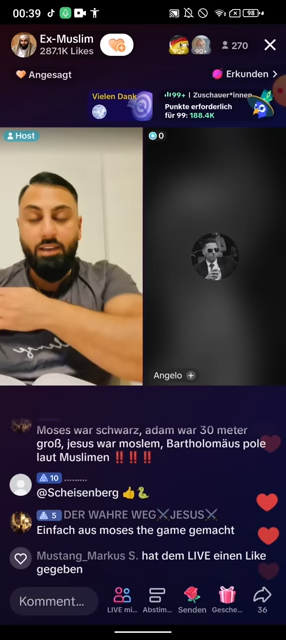 00:39
98
Ex-Muslim
287.1K Likes
270
Angesagt
Erkunden
Vielen Dank
99+ | Zuschauer*innen
Punkte erforderlich
für 99: 188.4K
Host
0
Angelo +
Moses war schwarz, adam war 30 meter
groß, jesus war moslem, Bartholomäus pole
laut Muslimen ‼️ ‼️ ‼️
10 .........
@Scheisenberg 👍🐍
5 DER WAHRE WEG⚔JESUS⚔
Einfach aus moses the game gemacht
Mustang_Markus S. hat dem LIVE einen Like
gegeben
Komment...
LIVE mi...
Abstim...
Senden
Gesche...
36